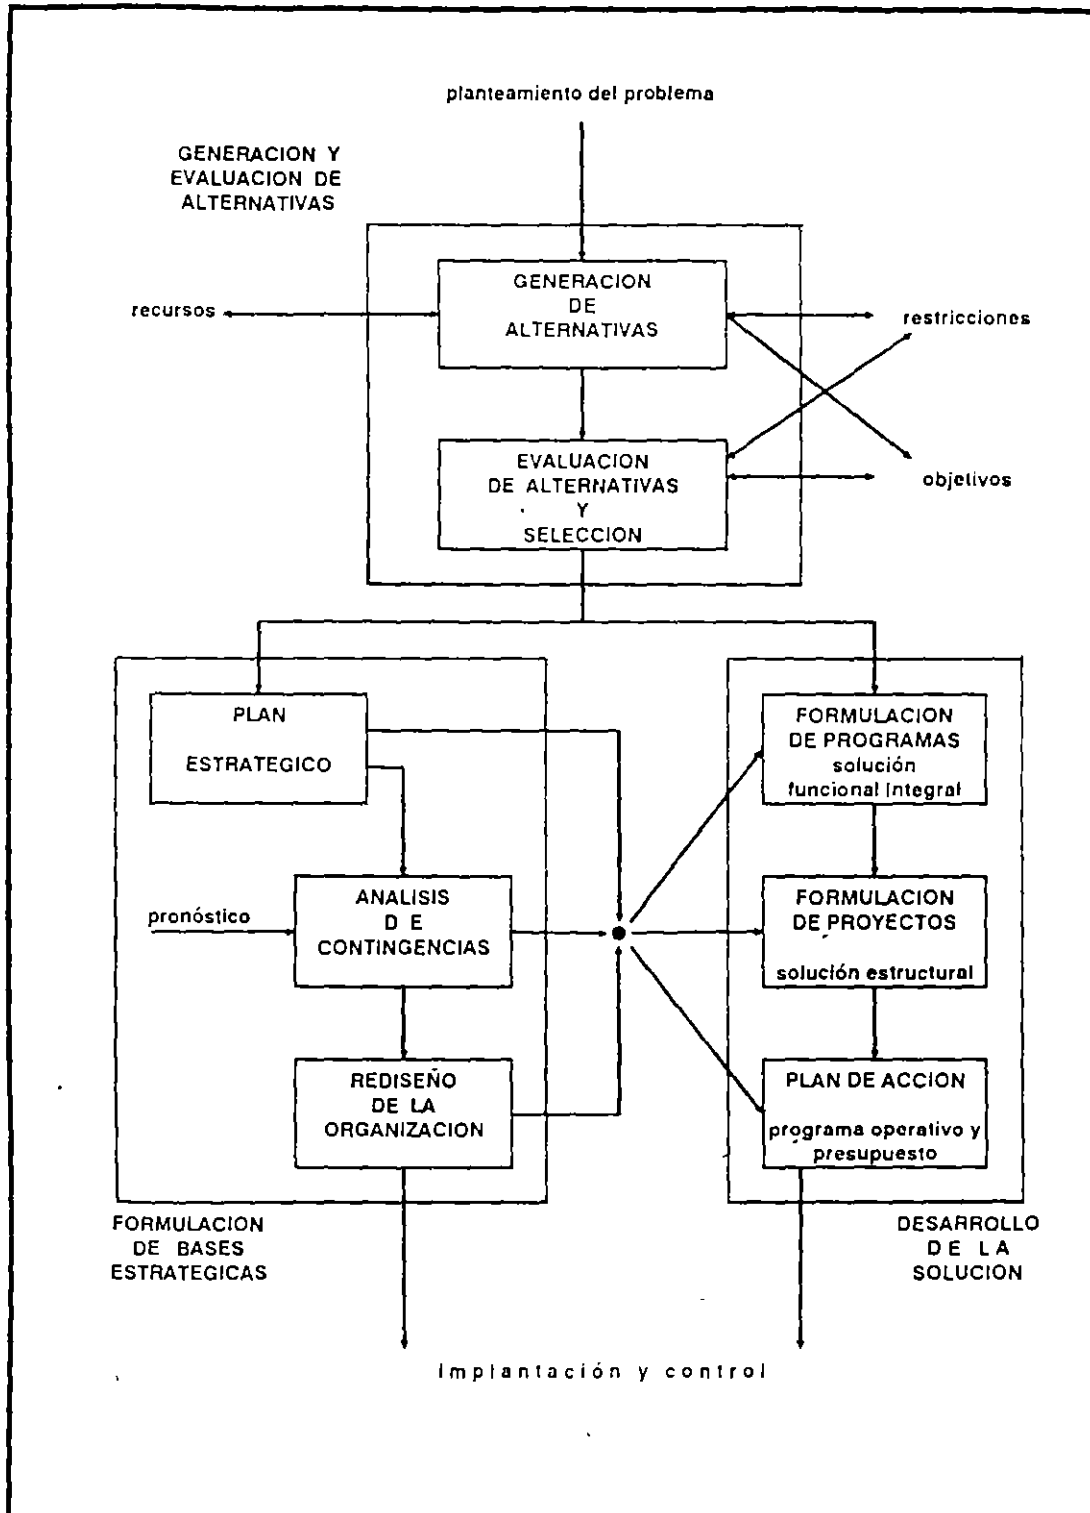 planteamiento del problema
GENERACION Y
EVALUACION DE
ALTERNATIVAS
GENERACION
DE
ALTERNATIVAS
recursos
restricciones
EVALUACION
DE ALTERNATIVAS
Y
SELECCION
objetivos
PLAN
ESTRATEGICO
FORMULACION
DE PROGRAMAS
solución
funcional integral
pronóstico
ANALISIS
D E
CONTINGENCIAS
FORMULACION
DE PROYECTOS
solución estructural
REDISEÑO
DE LA
ORGANIZACION
PLAN DE ACCION
programa operativo y
presupuesto
FORMULACION
DE BASES
ESTRATEGICAS
DESARROLLO
D E L A
SOLUCION
Implantación y control